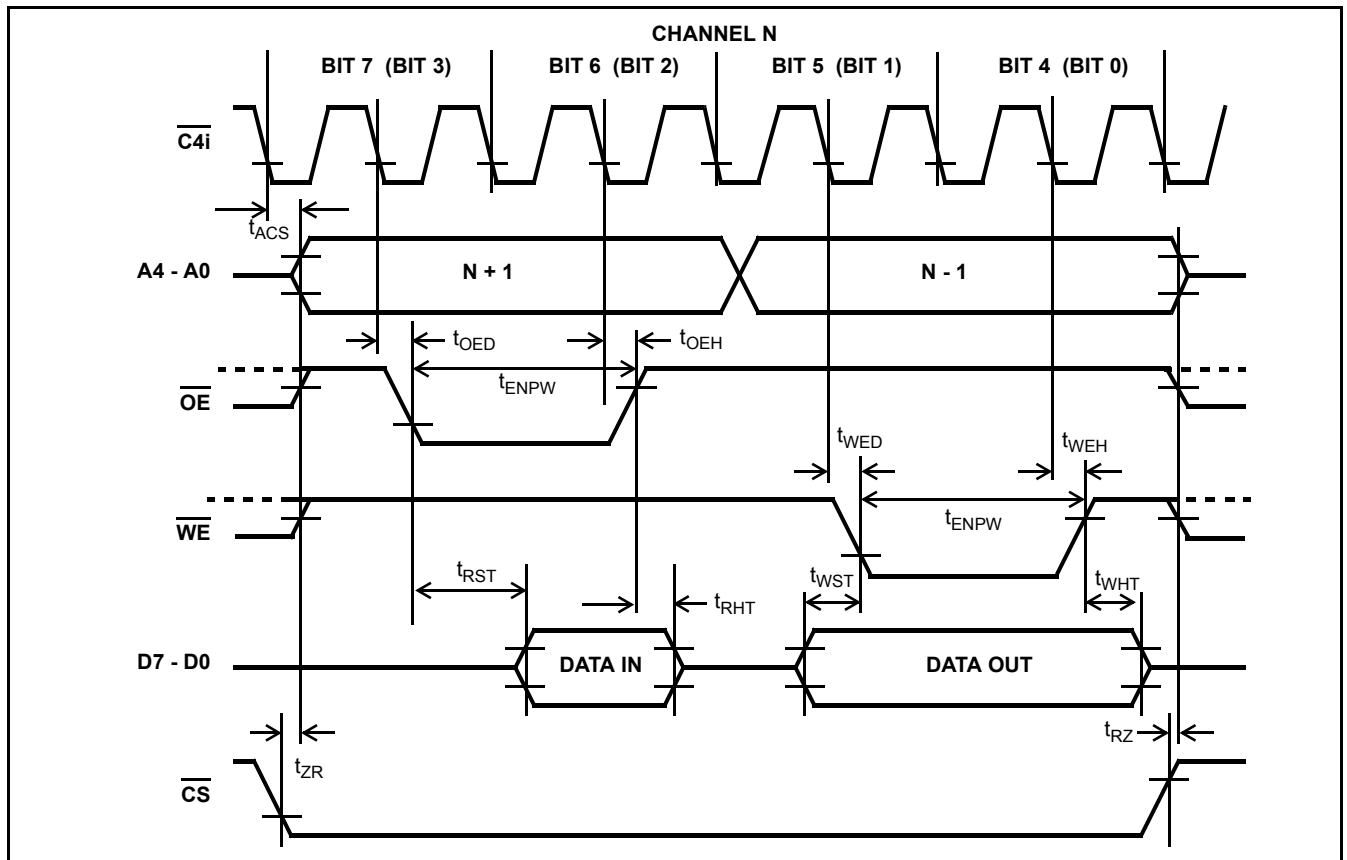 CHANNEL N
BIT 7 (BIT 3) BIT 6 (BIT 2) BIT 5 (BIT 1) BIT 4 (BIT 0)
C4i
tACS
A4 - A0 N + 1 N - 1
tOED tOEH
tENPW
OE
tWED tWEH
tENPW
WE
tRST tWST tWHT
tRHT
D7 - D0 DATA IN DATA OUT
tRZ
tZR
CS